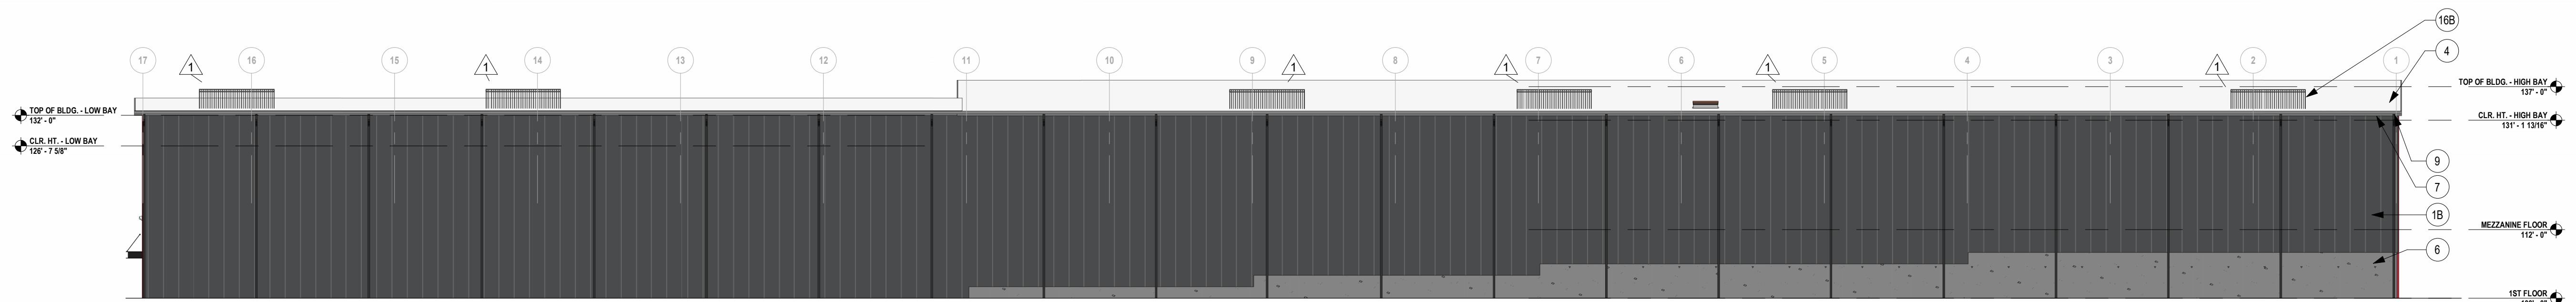 16B
4
17
16
15
14
13
12
11
10
9
8
7
6
5
4
3
2
1
1
1
1
1
1
1
TOP OF BLDG. - LOW BAY
132' - 0"
CLR. HT. - LOW BAY
126' - 7 5/8"
TOP OF BLDG. - HIGH BAY
137' - 0"
CLR. HT. - HIGH BAY
131' - 1 13/16"
9
7
1B
MEZZANINE FLOOR
112' - 0"
6
1ST FLOOR